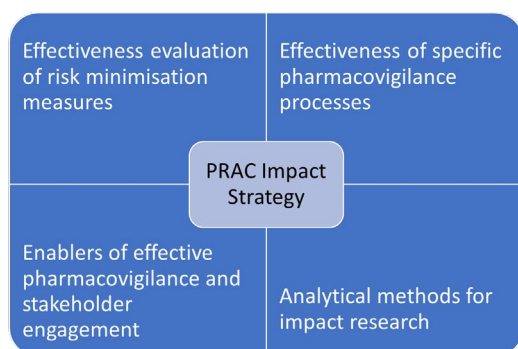 Effectiveness evaluation
of risk minimisation
measures
Effectiveness of specific
pharmacovigilance
processes
PRAC Impact
Strategy
Enablers of effective
pharmacovigilance and
stakeholder
engagement
Analytical methods for
impact research